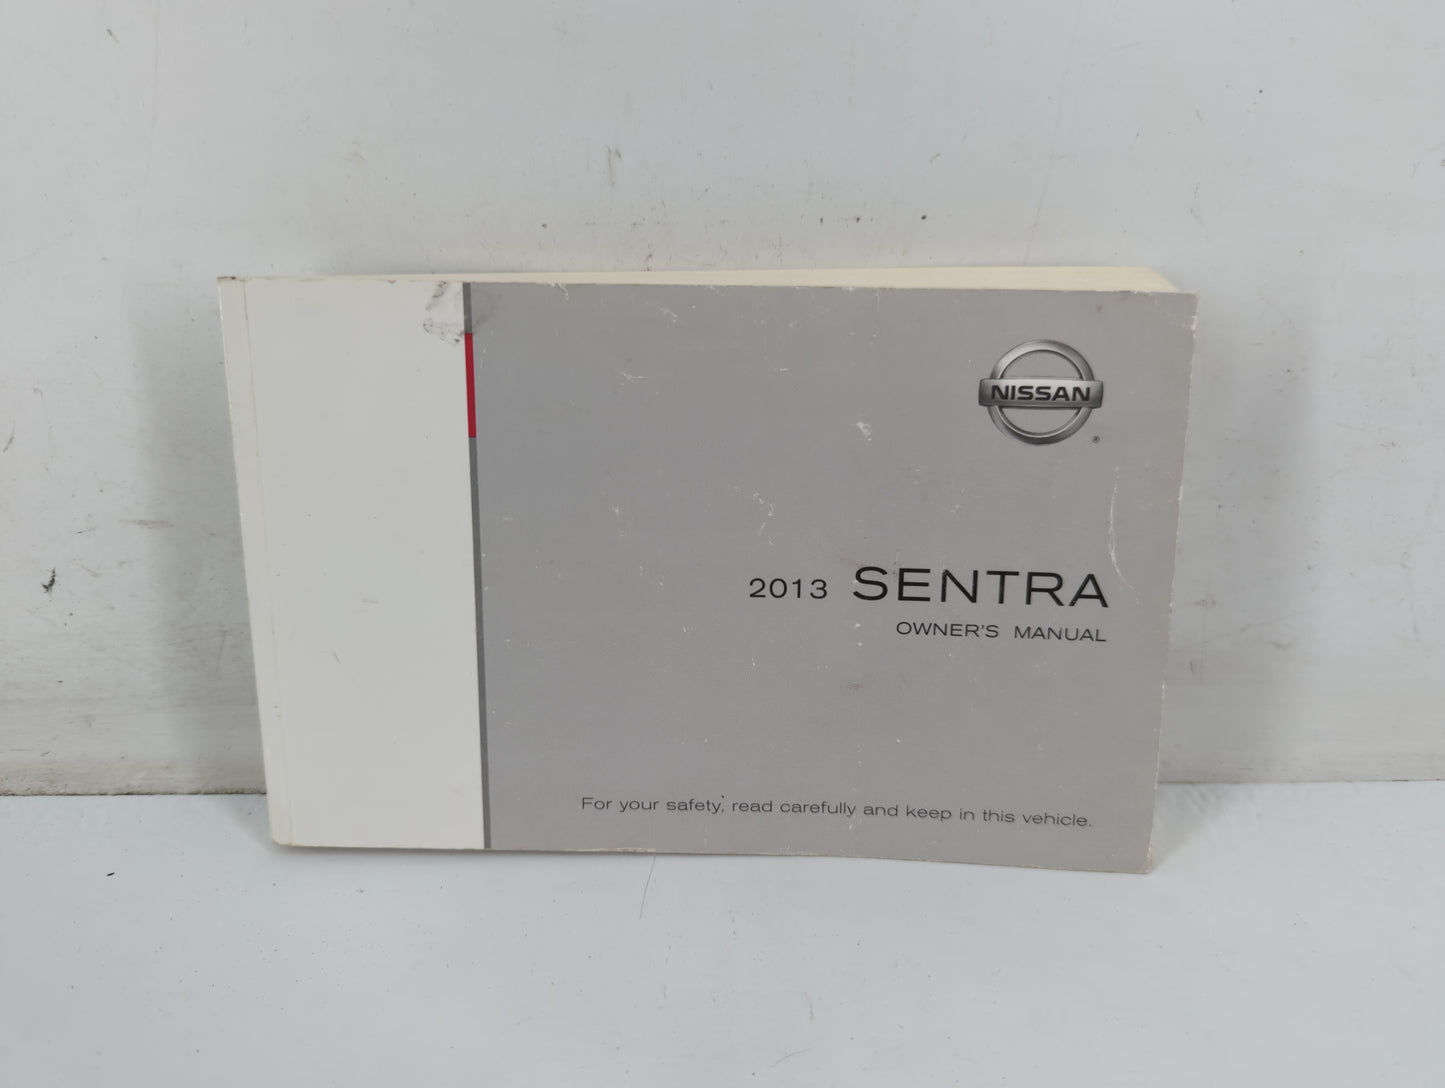 NISSAN
®
2013 SENTRA
OWNER'S MANUAL
For your safety, read carefully and keep in this vehicle.